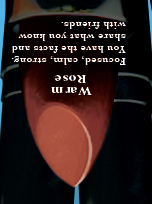 Warm
Rose
Focused, calm, strong.
You have the facts and
share what you know
with friends.